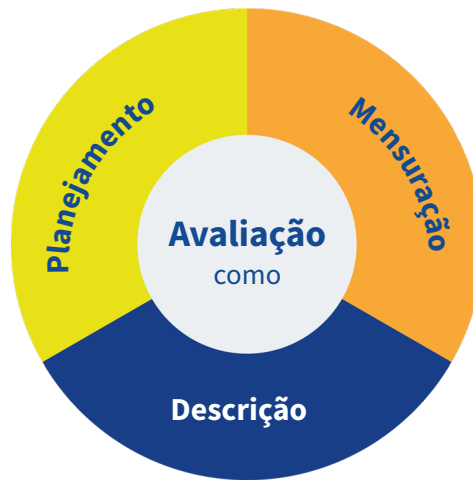 Planejamento
Mensuração
Avaliação
como
Descrição